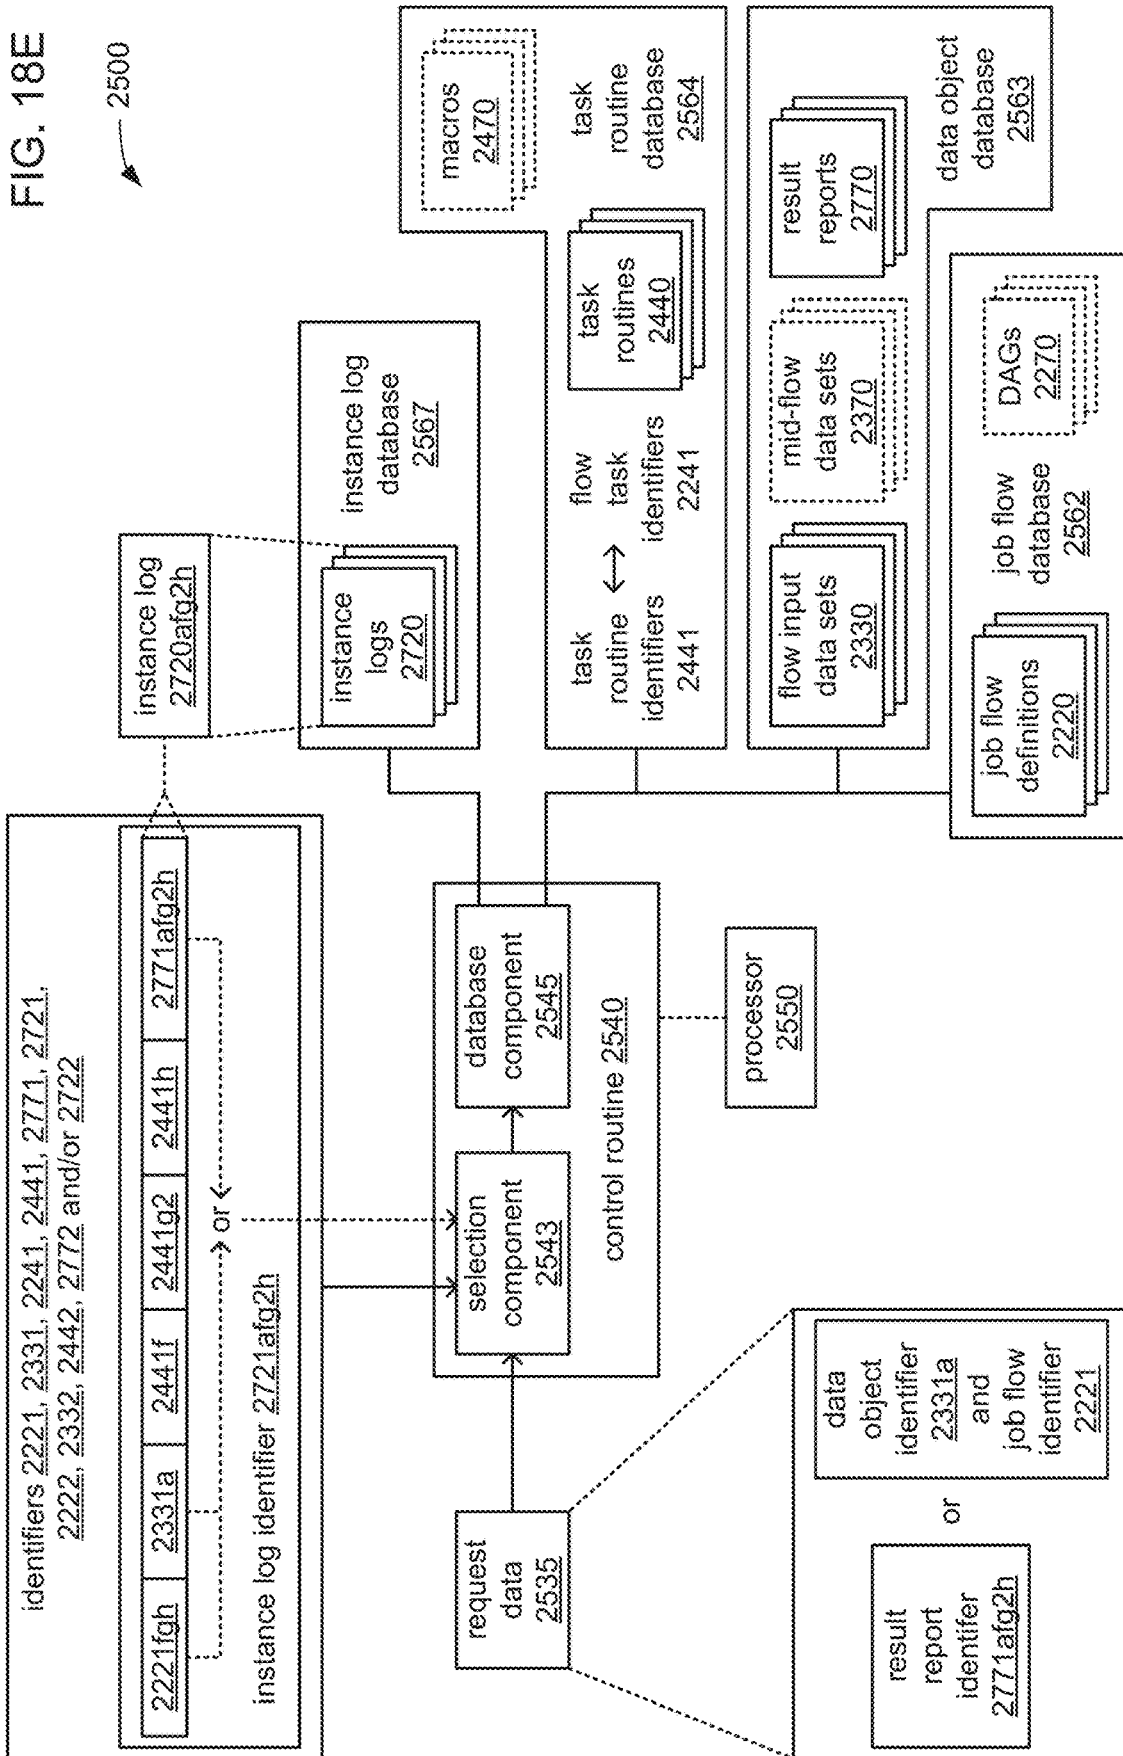 FIG. 18E
2500
identifiers 2221, 2331, 2241, 2441, 2771, 2721,
2222, 2332, 2442, 2772 and/or 2722
2221fgh
2331a
2441f
2441g2
2441h
2771afg2h
or
instance log identifier 2721afg2h
instance log
2720afg2h
request
data
2535
selection
component
2543
database
component
2545
control routine 2540
processor
2550
instance
logs
2720
instance log
database
2567
task
routine
identifiers
2441
flow
task
identifiers
2241
task
routines
2440
macros
2470
task
routine
database
2564
flow input
data sets
2330
mid-flow
data sets
2370
result
reports
2770
data object
database
2563
job flow
definitions
2220
job flow
database
2562
DAGs
2270
result
report
identifer
2771afg2h
or
data
object
identifier
2331a
and
job flow
identifier
2221